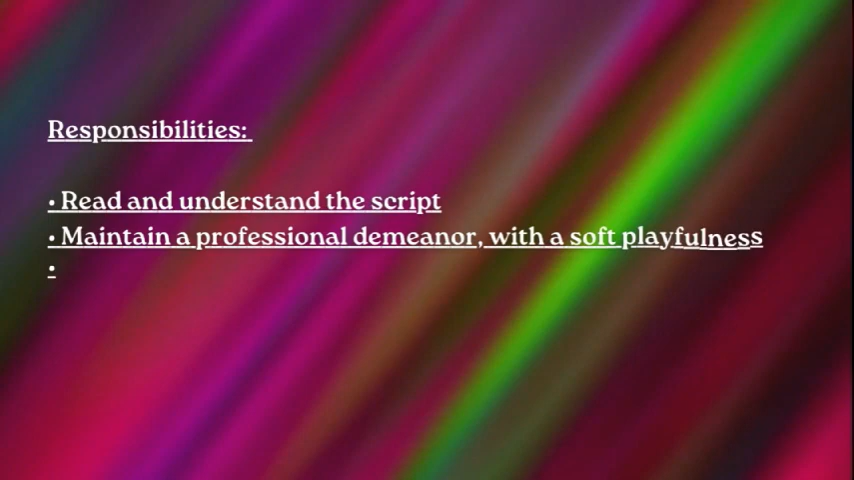 Responsibilities:
• Read and understand the script
• Maintain a professional demeanor, with a soft playfulness
•